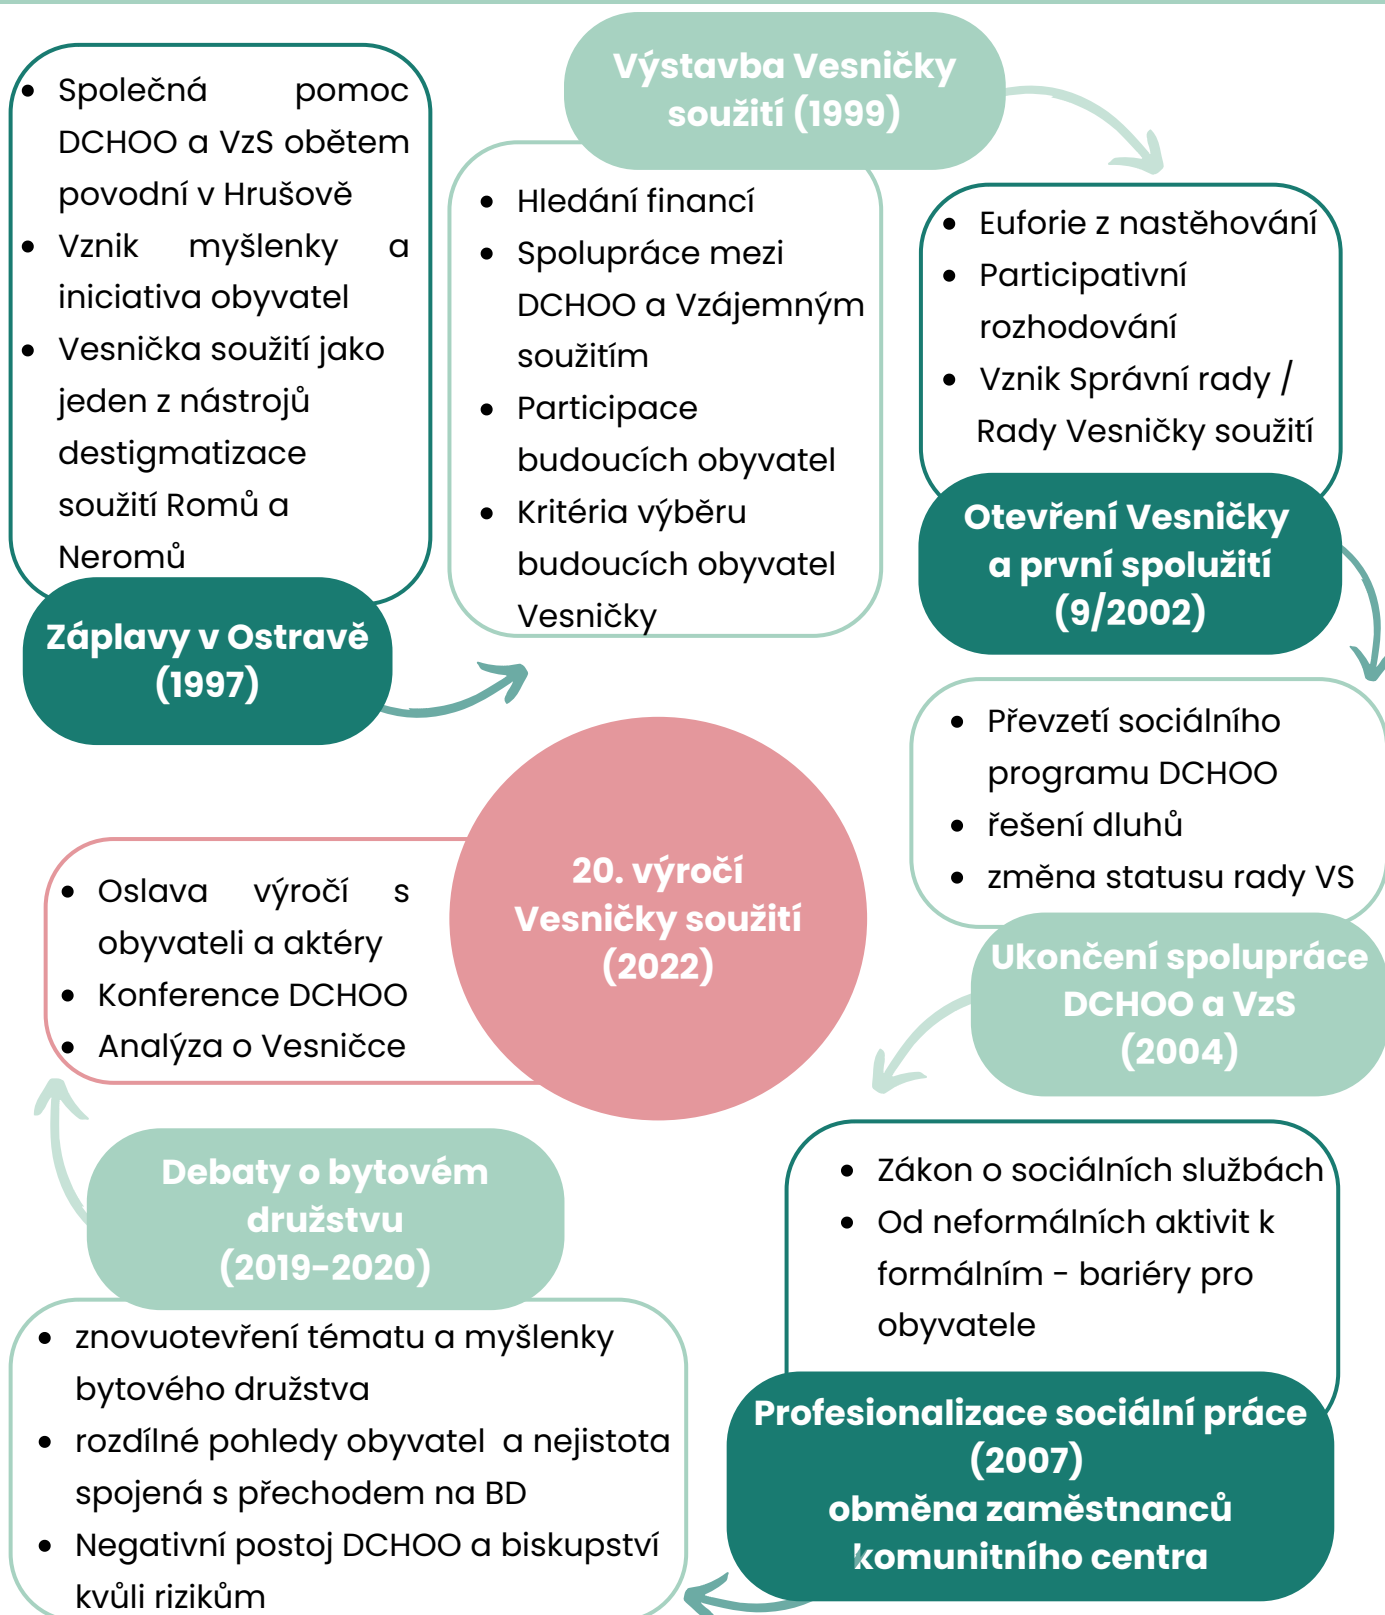 Společná pomoc
DCHOO a VzS obětem
povodní v Hrušově
Vznik myšlenky a
iniciativa obyvatel
Vesnička soužití jako
jeden z nástrojů
destigmatizace
soužití Romů a
Neromů
Záplavy v Ostravě
(1997)
Výstavba Vesničky
soužití (1999)
Hledání financí
Spolupráce mezi
DCHOO a Vzájemným
soužitím
Participace
budoucích obyvatel
Kritéria výběru
budoucích obyvatel
Vesničky
Euforie z nastěhování
Participativní
rozhodování
Vznik Správní rady /
Rady Vesničky soužití
Otevření Vesničky
a první spolužití
(9/2002)
Převzetí sociálního
programu DCHOO
řešení dluhů
změna statusu rady VS
Ukončení spolupráce
DCHOO a VzS
(2004)
Zákon o sociálních službách
Od neformálních aktivit k
formálním - bariéry pro
obyvatele
Profesionalizace sociální práce
(2007)
obměna zaměstnanců
komunitního centra
Debaty o bytovém
družstvu
(2019-2020)
znovuotevření tématu a myšlenky
bytového družstva
rozdílné pohledy obyvatel a nejistota
spojená s přechodem na BD
Negativní postoj DCHOO a biskupství
kvůli rizikům
Oslava výročí s
obyvateli a aktéry
Konference DCHOO
Analýza o Vesničce
20. výročí
Vesničky soužití
(2022)